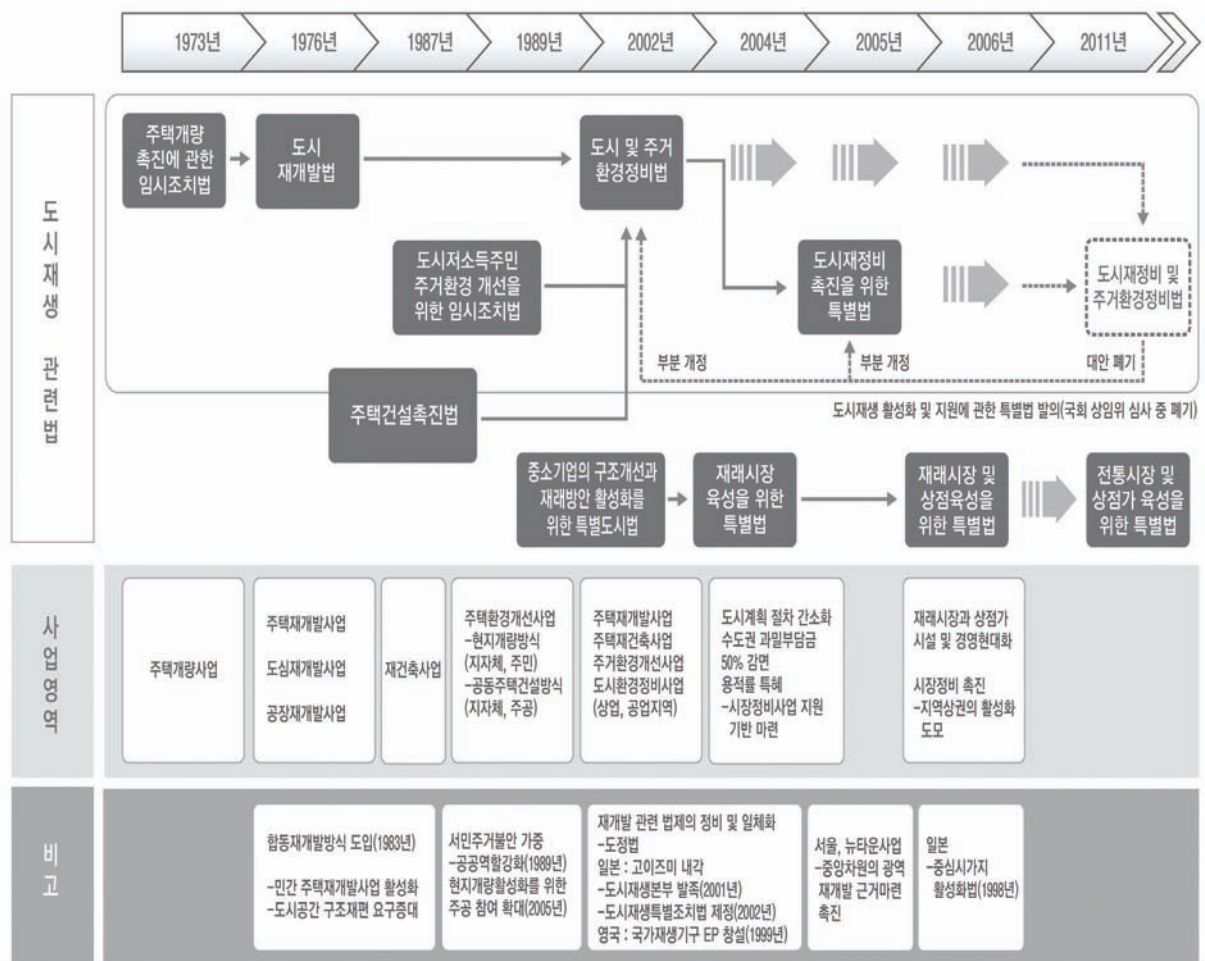 1973년
1976년
1987년
1989년
2002년
2004년
2005년
2006년
2011년
도시재생 관련법
주택개량
촉진에 관한
임시조치법
도시
재개발법
도시 및 주거
환경정비법
도시저소득주민
주거환경 개선을
위한 임시조치법
도시재정비
촉진을 위한
특별법
도시재정비 및
주거환경정비법
부분 개정
부분 개정
대안 폐기
주택건설촉진법
도시재생 활성화 및 지원에 관한 특별법 발의(국회 상임위 심사 중 폐기)
중소기업의 구조개선과
재래방안 활성화를
위한 특별도시법
재래시장
육성을 위한
특별법
재래시장 및
상점육성을
위한 특별법
전통시장 및
상점가 육성을
위한 특별법
사업영역
주택개량사업
주택재개발사업
도심재개발사업
공장재개발사업
재건축사업
주택환경개선사업
-현지개량방식
(지자체, 주민)
-공동주택건설방식
(지자체, 주공)
주택재개발사업
주택재건축사업
주거환경개선사업
도시환경정비사업
(상업, 공업지역)
도시계획 절차 간소화
수도권 과밀부담금
50% 감면
용적률 특혜
-시장정비사업 지원
기반 마련
재래시장과 상점가
시설 및 경영현대화
시장정비 촉진
-지역상권의 활성화
도모
비고
합동재개발방식 도입(1983년)
-민간 주택재개발사업 활성화
-도시공간 구조재편 요구증대
서민주거불안 가중
-공공역할강화(1989년)
현지개량활성화를 위한
주공 참여 확대(2005년)
재개발 관련 법제의 정비 및 일체화
-도정법
일본 : 고이즈미 내각
-도시재생본부 발족(2001년)
-도시재생특별조치법 제정(2002년)
영국 : 국가재생기구 EP 창설(1999년)
서울, 뉴타운사업
-중앙차원의 광역
재개발 근거마련
촉진
일본
-중심시가지
활성화법(1998년)